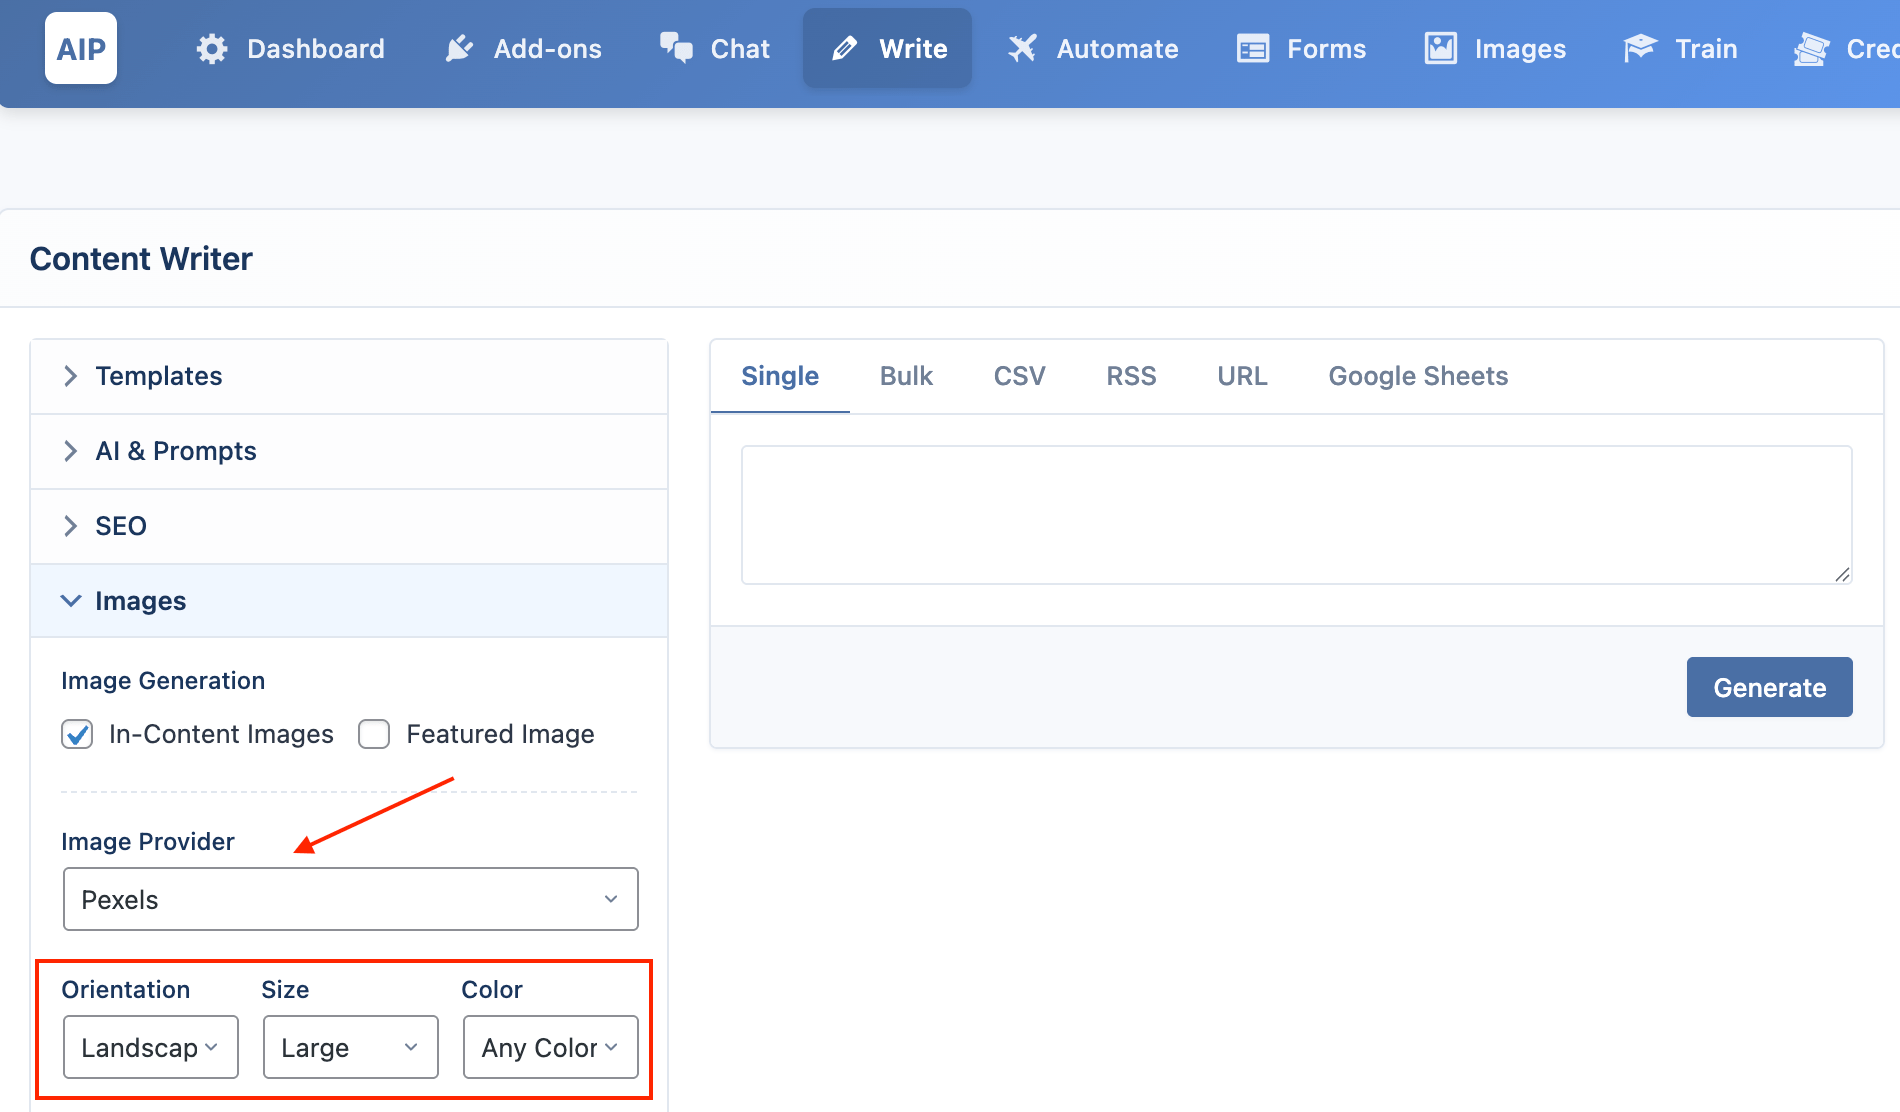 AIP Dashboard Add-ons Chat Write Automate Forms Images Train Cred
Content Writer
Templates
AI & Prompts
SEO
Images
Image Generation
In-Content Images Featured Image
Image Provider
Pexels
Orientation Size Color
Landscap Large Any Color
Single Bulk CSV RSS URL Google Sheets
Generate